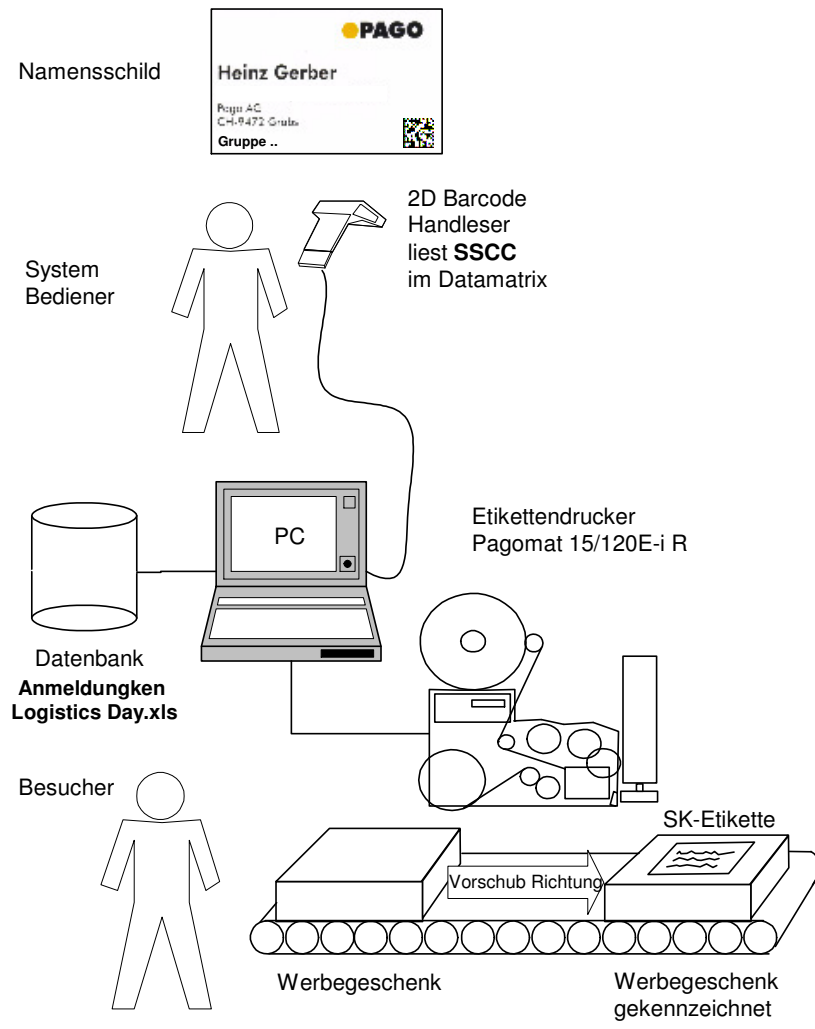 PAGO
Namensschild
Heinz Gerber
Pago AC
CH-9472 Grabs
Gruppe ..
2D Barcode
Handleser
liest SSCC
im Datamatrix
System
Bediener
PC
Etikettendrucker
Pagomat 15/120E-i R
Datenbank
Anmeldungken
Logistics Day.xls
Besucher
SK-Etikette
Vorschub Richtung
Werbegeschenk
Werbegeschenk
gekennzeichnet